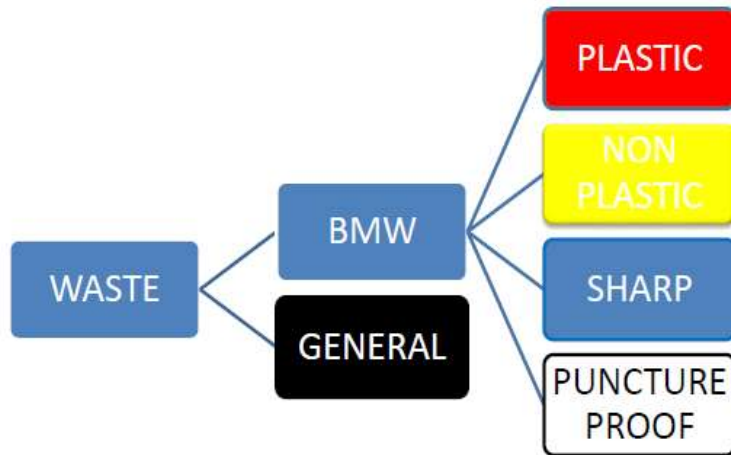 WASTE
BMW
GENERAL
PLASTIC
NON
PLASTIC
SHARP
PUNCTURE
PROOF